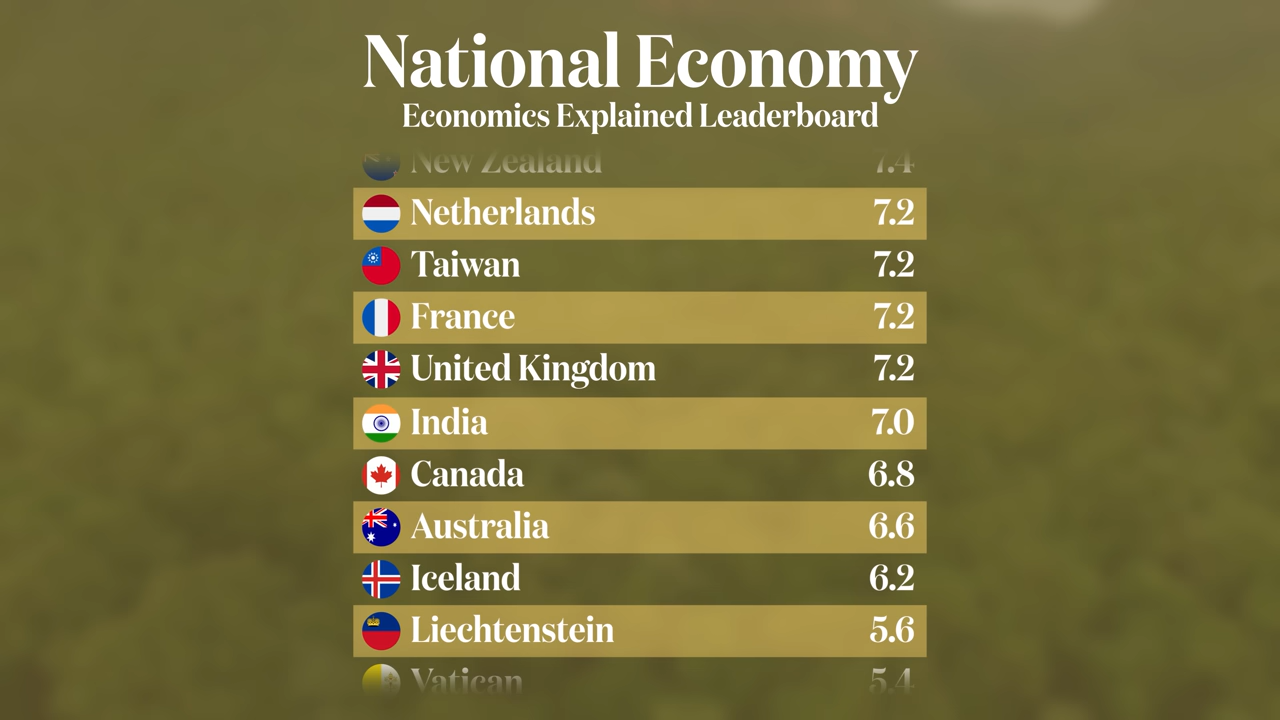 National Economy
Economics Explained Leaderboard
New Zealand 7.4
Netherlands 7.2
Taiwan 7.2
France 7.2
United Kingdom 7.2
India 7.0
Canada 6.8
Australia 6.6
Iceland 6.2
Liechtenstein 5.6
Vatican 5.4